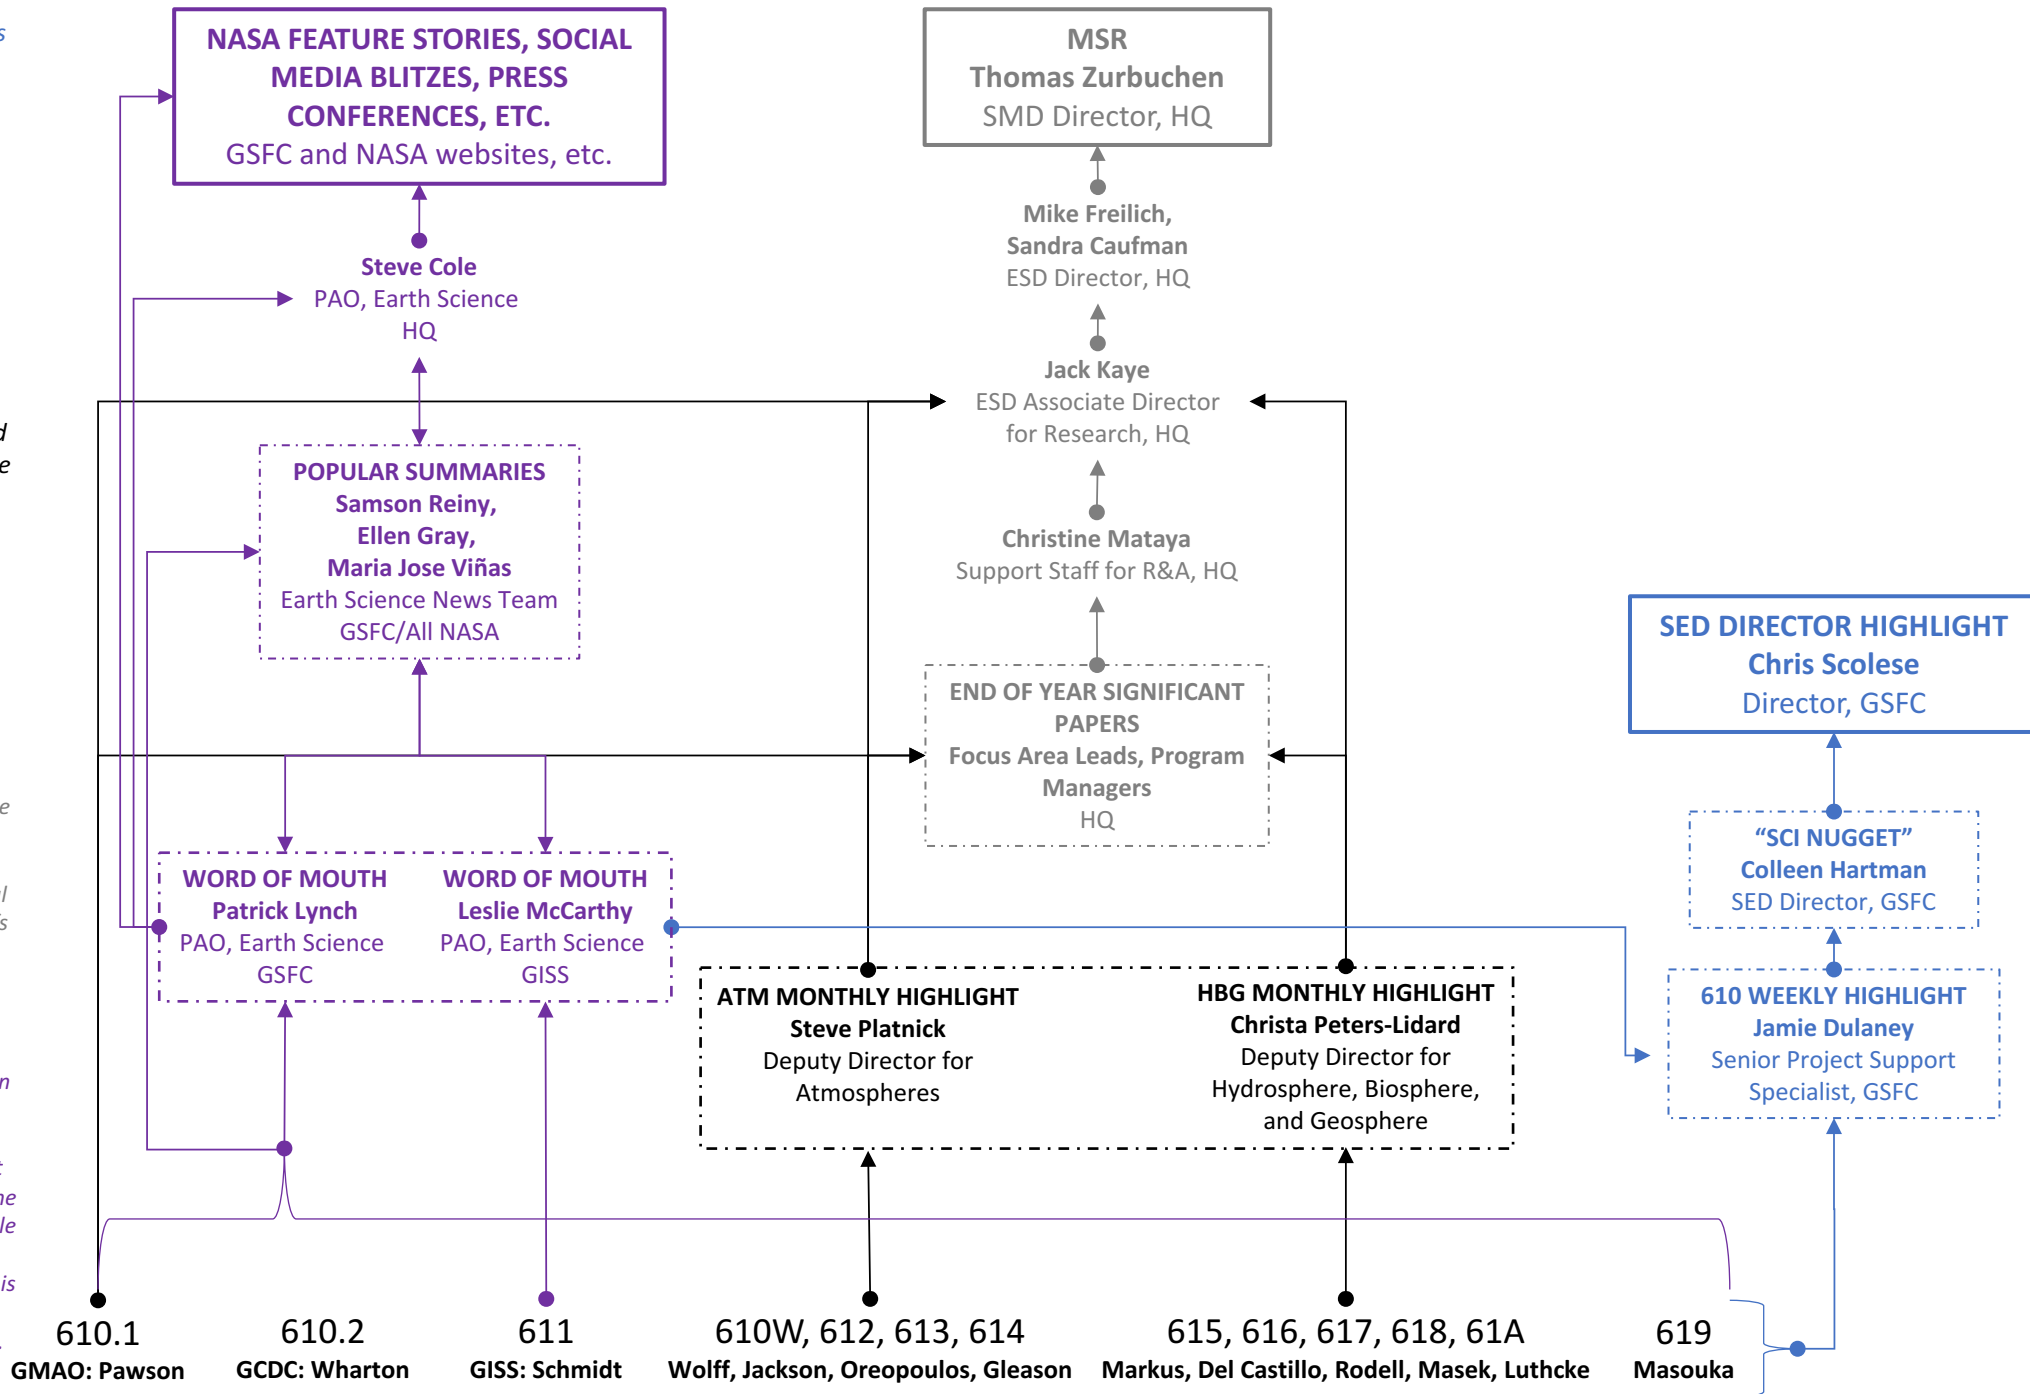 s
NASA FEATURE STORIES, SOCIAL
MEDIA BLITZES, PRESS
CONFERENCES, ETC.
GSFC and NASA websites, etc.
MSR
Thomas Zurbuchen
SMD Director, HQ
Mike Freilich,
Sandra Caufman
ESD Director, HQ
Steve Cole
PAO, Earth Science
HQ
Jack Kaye
ESD Associate Director
for Research, HQ
d
e
POPULAR SUMMARIES
Samson Reiny,
Ellen Gray,
Maria Jose Viñas
Earth Science News Team
GSFC/All NASA
Christine Mataya
Support Staff for R&A, HQ
SED DIRECTOR HIGHLIGHT
Chris Scolese
Director, GSFC
END OF YEAR SIGNIFICANT
PAPERS
Focus Area Leads, Program
Managers
HQ
e
"SCI NUGGET"
Colleen Hartman
SED Director, GSFC
WORD OF MOUTH
Patrick Lynch
PAO, Earth Science
GSFC
WORD OF MOUTH
Leslie McCarthy
PAO, Earth Science
GISS
al
s
ATM MONTHLY HIGHLIGHT
Steve Platnick
Deputy Director for
Atmospheres
HBG MONTHLY HIGHLIGHT
Christa Peters-Lidard
Deputy Director for
Hydrosphere, Biosphere,
and Geosphere
610 WEEKLY HIGHLIGHT
Jamie Dulaney
Senior Project Support
Specialist, GSFC
n
t
ne
le
is
610.1
GMAO: Pawson
610.2
GCDC: Wharton
611
GISS: Schmidt
610W, 612, 613, 614
Wolff, Jackson, Oreopoulos, Gleason
615, 616, 617, 618, 61A
Markus, Del Castillo, Rodell, Masek, Luthcke
619
Masouka